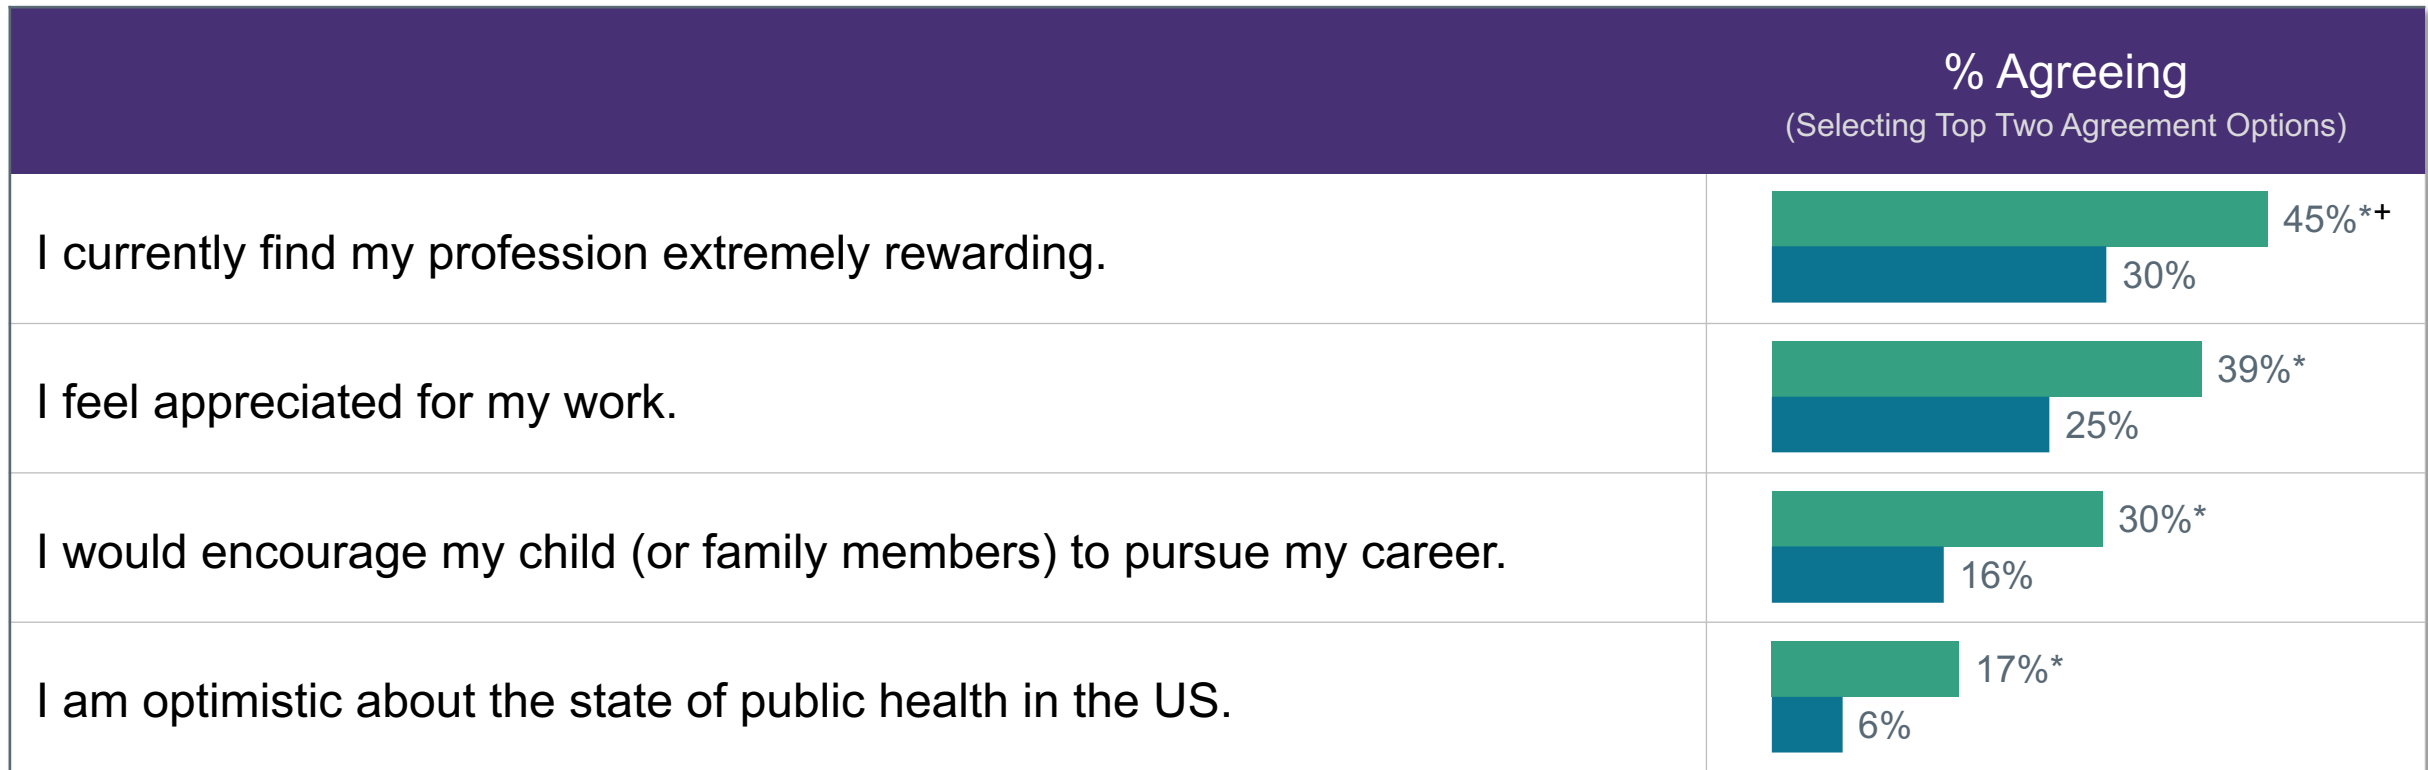 % Agreeing
(Selecting Top Two Agreement Options)
I currently find my profession extremely rewarding.
45%*+
30%
I feel appreciated for my work.
39%*
25%
I would encourage my child (or family members) to pursue my career.
30%*
16%
I am optimistic about the state of public health in the US.
17%*
6%